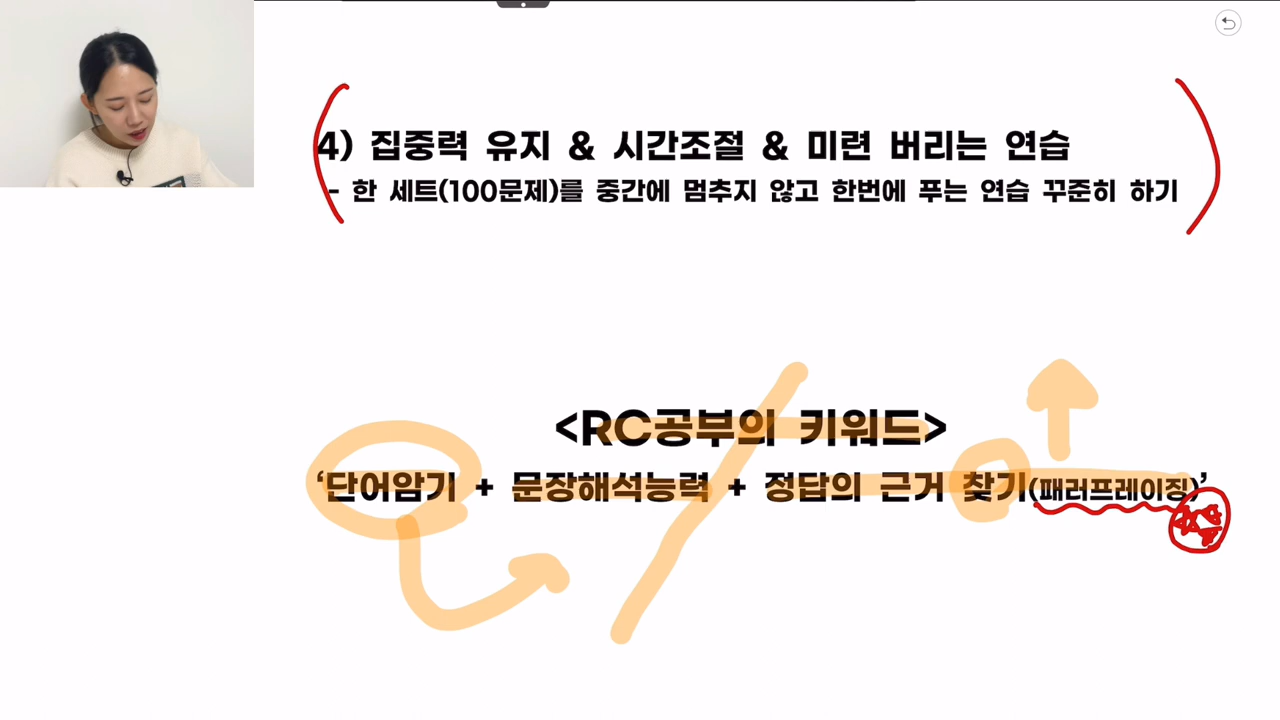 4) 집중력 유지 & 시간조절 & 미련 버리는 연습
- 한 세트(100문제)를 중간에 멈추지 않고 한번에 푸는 연습 꾸준히 하기
<RC공부의 키워드>
‘단어암기 + 문장해석능력 + 정답의 근거 찾기(패러프레이징)’